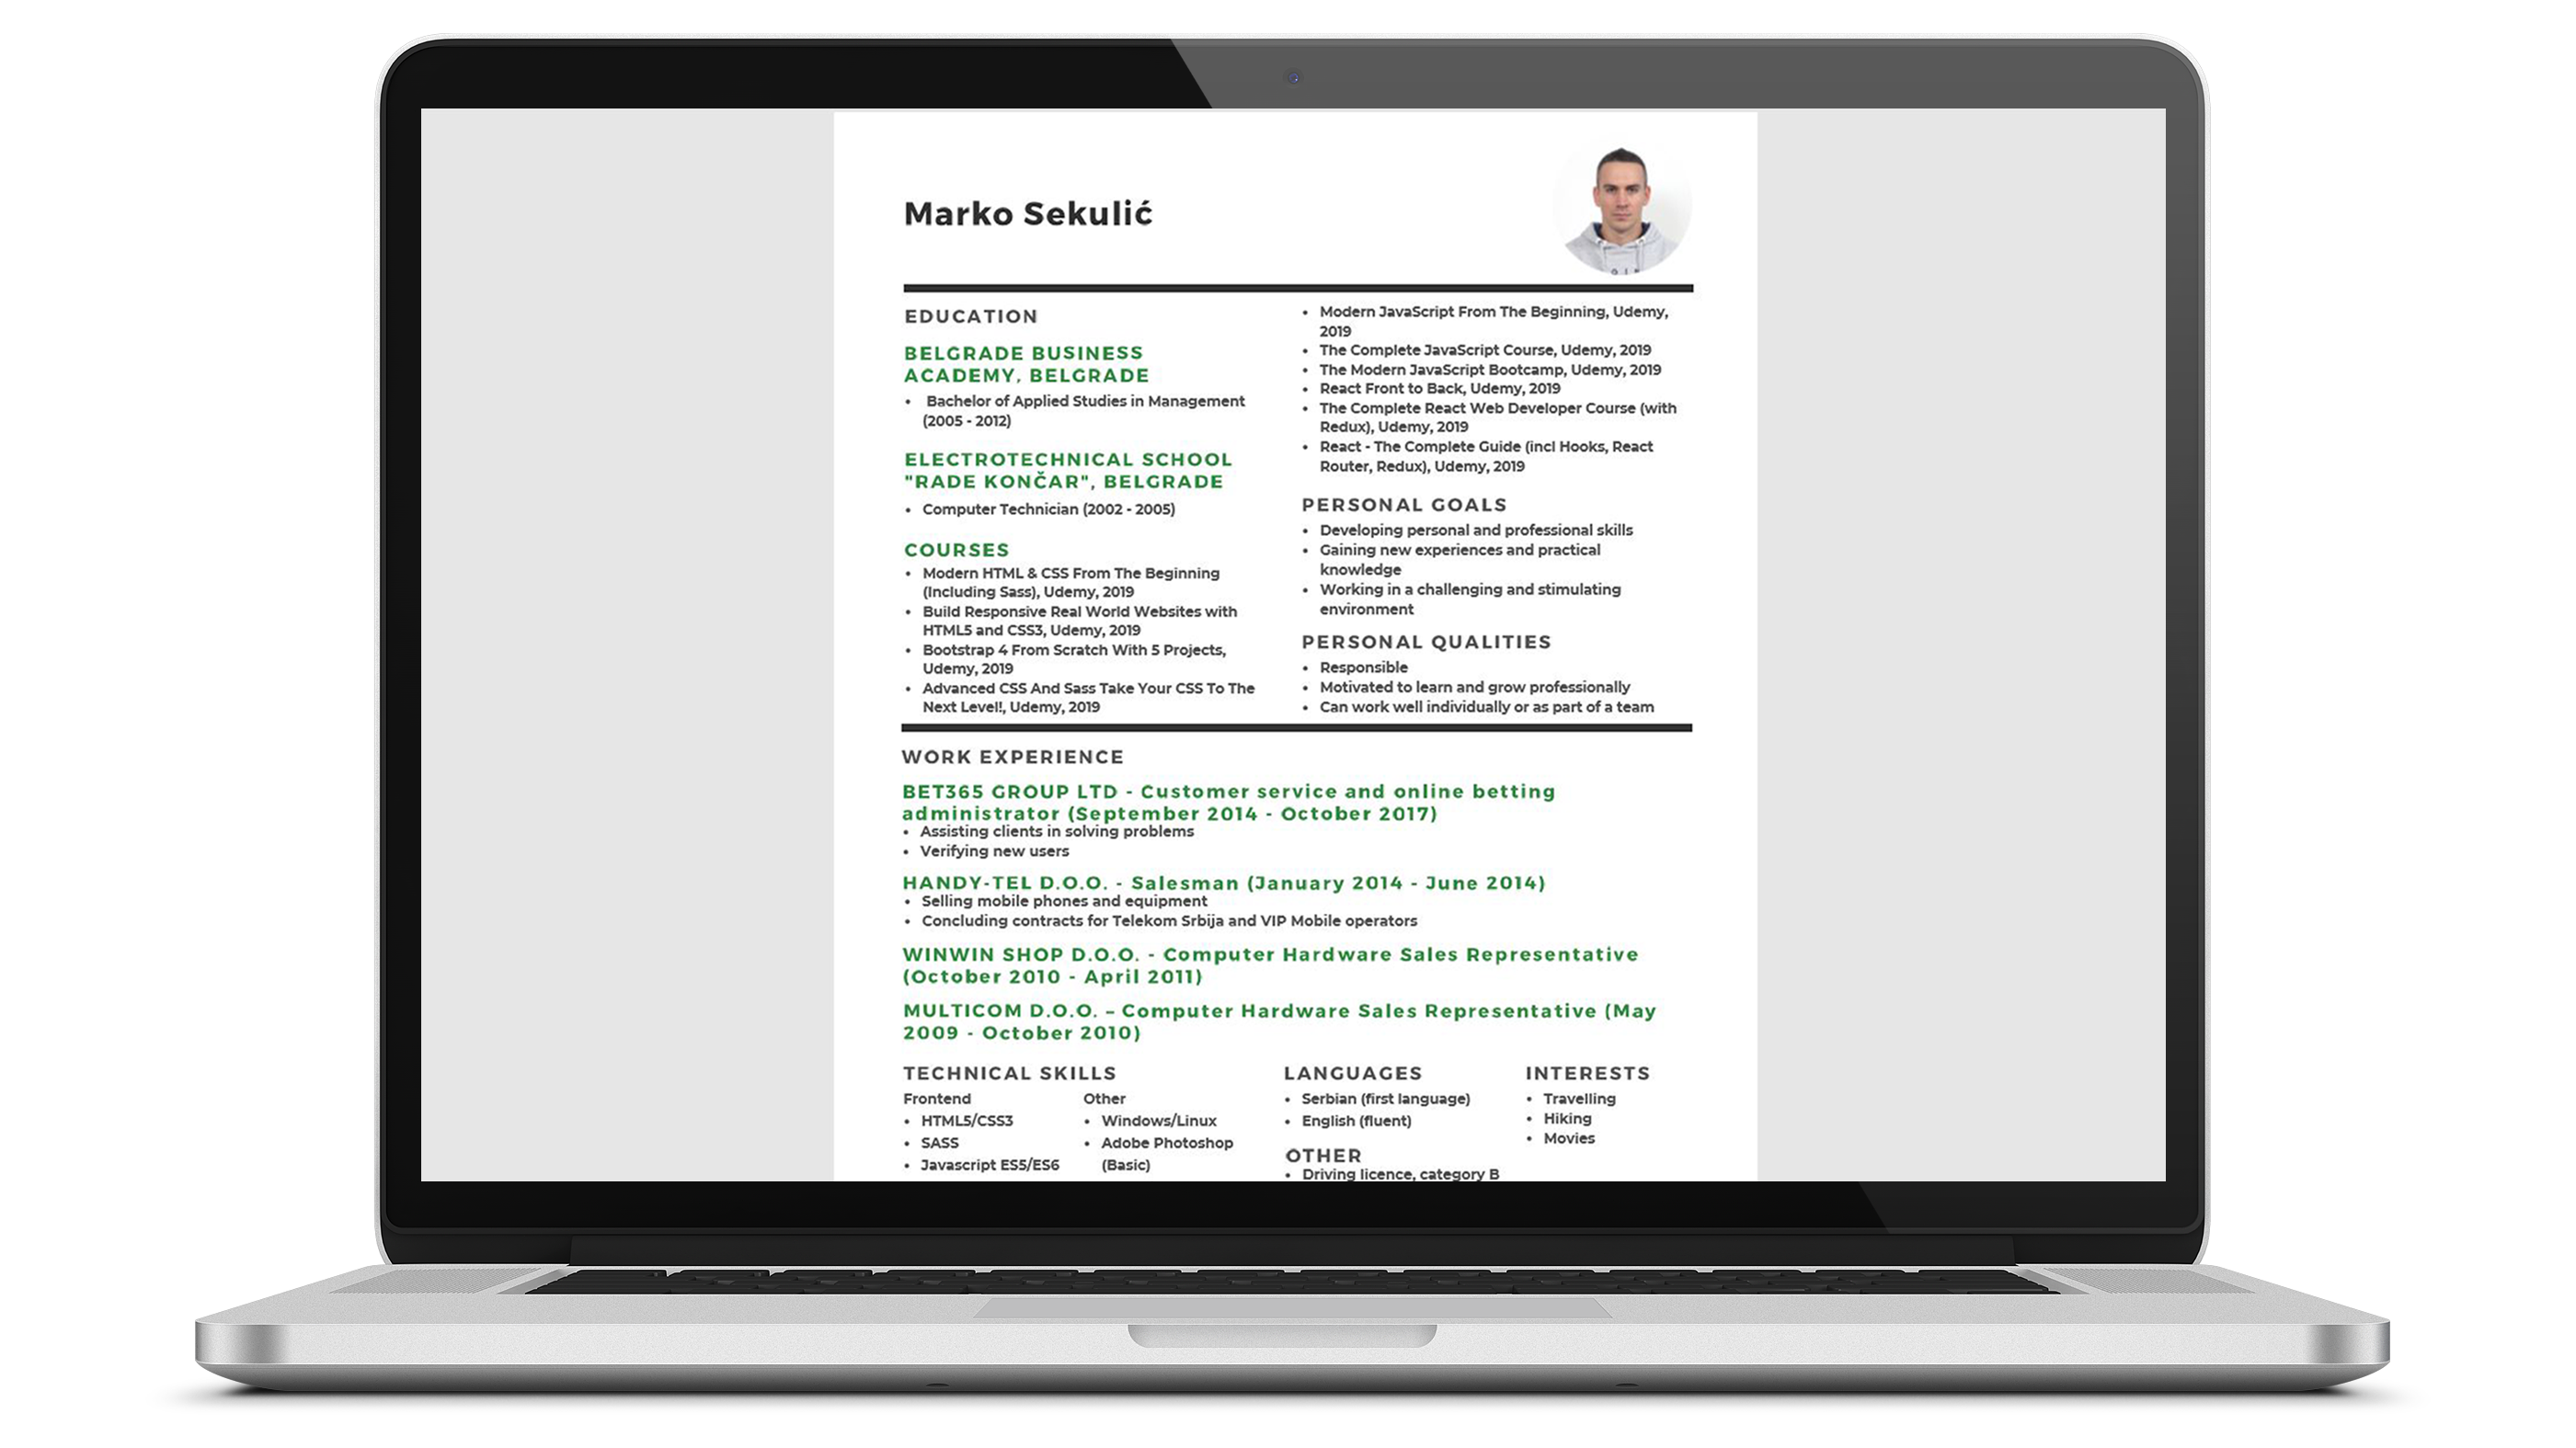 Marko Sekulić
EDUCATION
BELGRADE BUSINESS
ACADEMY, BELGRADE
• Bachelor of Applied Studies in Management
(2005 - 2012)
ELECTROTECHNICAL SCHOOL
"RADE KONČAR", BELGRADE
• Computer Technician (2002 - 2005)
COURSES
• Modern HTML & CSS From The Beginning
(Including Sass), Udemy, 2019
• Build Responsive Real World Websites with
HTML5 and CSS3, Udemy, 2019
• Bootstrap 4 From Scratch With 5 Projects,
Udemy, 2019
• Advanced CSS And Sass Take Your CSS To The
Next Level!, Udemy, 2019
• Modern JavaScript From The Beginning, Udemy,
2019
• The Complete JavaScript Course, Udemy, 2019
• The Modern JavaScript Bootcamp, Udemy, 2019
• React Front to Back, Udemy, 2019
• The Complete React Web Developer Course (with
Redux), Udemy, 2019
• React - The Complete Guide (incl Hooks, React
Router, Redux), Udemy, 2019
PERSONAL GOALS
• Developing personal and professional skills
• Gaining new experiences and practical
knowledge
• Working in a challenging and stimulating
environment
PERSONAL QUALITIES
• Responsible
• Motivated to learn and grow professionally
• Can work well individually or as part of a team
WORK EXPERIENCE
BET365 GROUP LTD - Customer service and online betting
administrator (September 2014 - October 2017)
• Assisting clients in solving problems
• Verifying new users
HANDY-TEL D.O.O. - Salesman (January 2014 - June 2014)
• Selling mobile phones and equipment
• Concluding contracts for Telekom Srbija and VIP Mobile operators
WINWIN SHOP D.O.O. - Computer Hardware Sales Representative
(October 2010 - April 2011)
MULTICOM D.O.O. – Computer Hardware Sales Representative (May
2009 - October 2010)
TECHNICAL SKILLS
Frontend
• HTML5/CSS3
• SASS
• Javascript ES5/ES6
Other
• Windows/Linux
• Adobe Photoshop
(Basic)
LANGUAGES
• Serbian (first language)
• English (fluent)
OTHER
• Driving licence, category B
INTERESTS
• Travelling
• Hiking
• Movies